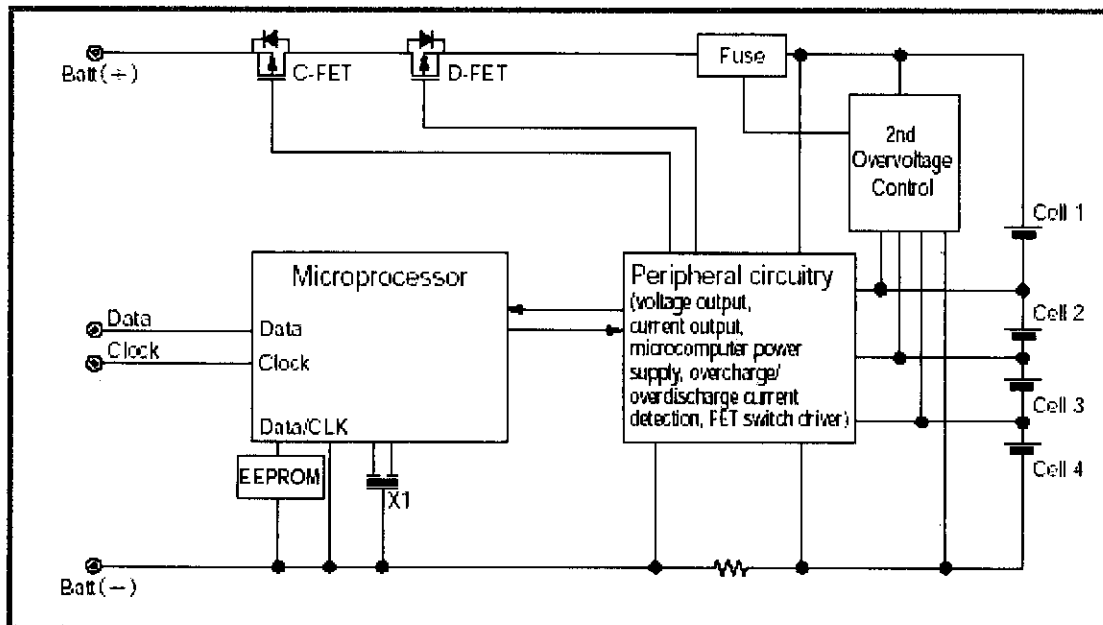 Batt(+)
C-FET
D-FET
Fuse
2nd
Overvoltage
Control
Cell 1
Microprocessor
Peripheral circuitry
(voltage output,
current output,
microcomputer power
supply, overcharge/
overdischarge current
detection, FET switch driver)
Data
Data
Clock
Clock
Cell 2
Cell 3
Data/CLK
EEPROM
X1
Cell 4
Batt(−)